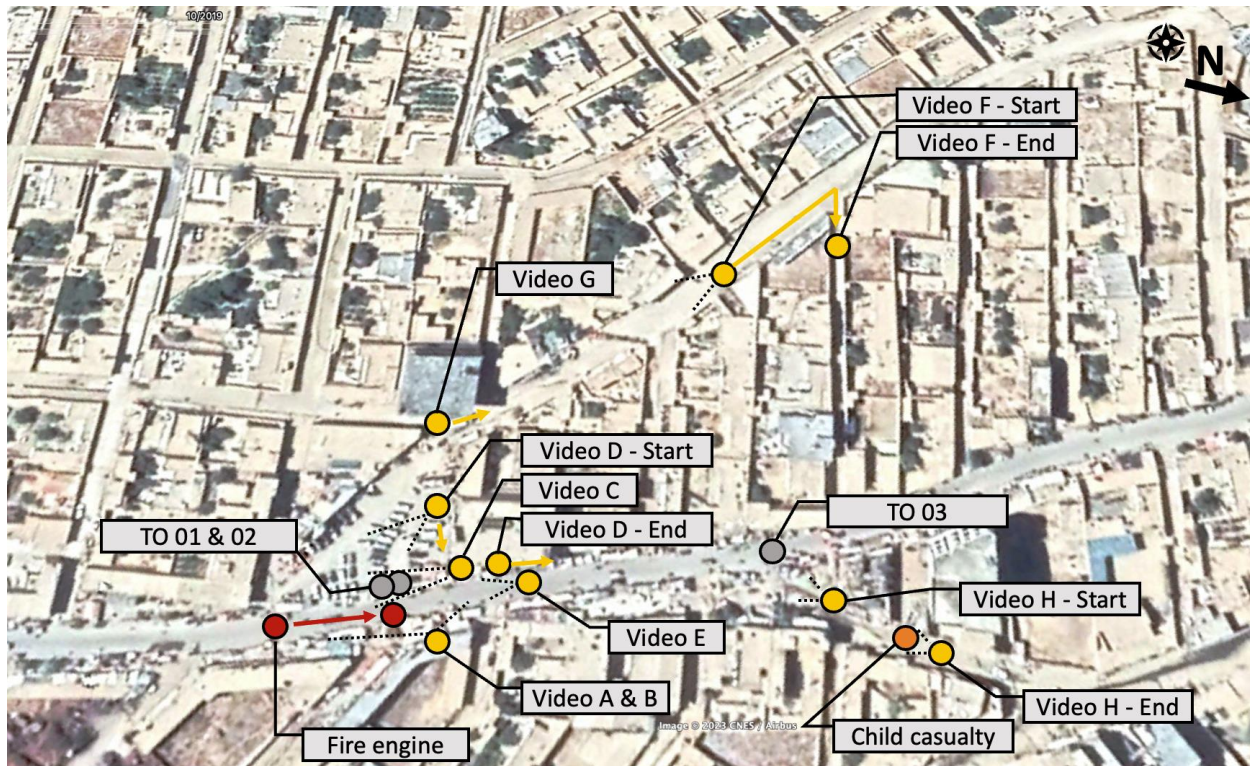 10/2019
N
Video F - Start
Video F - End
Video G
Video D - Start
Video C
Video D - End
TO 01 & 02
TO 03
Video H - Start
Video E
Video A & B
Video H - End
Image © 2023 CNES / Airbus
Child casualty
Fire engine